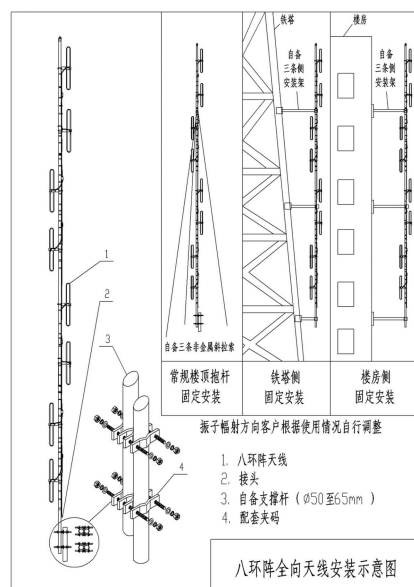 铁塔
楼房
自备
三条侧
安装架
自备
三条侧
安装架
1
2
自备三条非金属斜拉索
3
常规楼顶抱杆
固定安装
铁塔侧
固定安装
楼房侧
固定安装
振子幅射方向客户根据使用情况自行调整
4
1. 八环阵天线
2. 接头
3. 自备支撑杆（Ø50至65mm）
4. 配套夹码
八环阵全向天线安装示意图